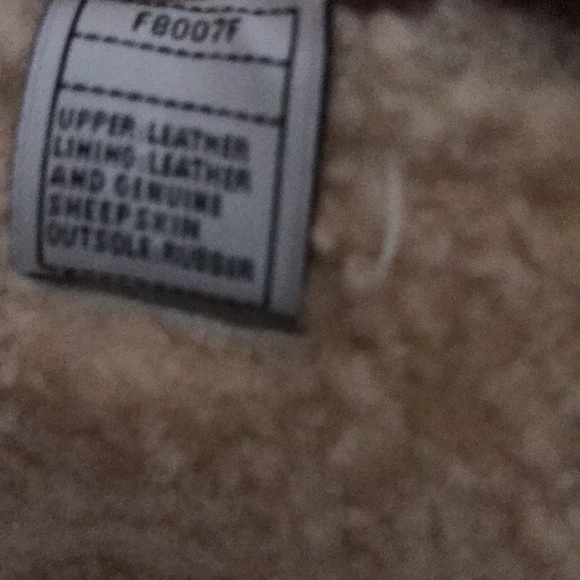 F8007F
UPPER:LEATHER
LINING:LEATHER
AND GENUINE
SHEEPSKIN
OUTSOLE:RUBBER